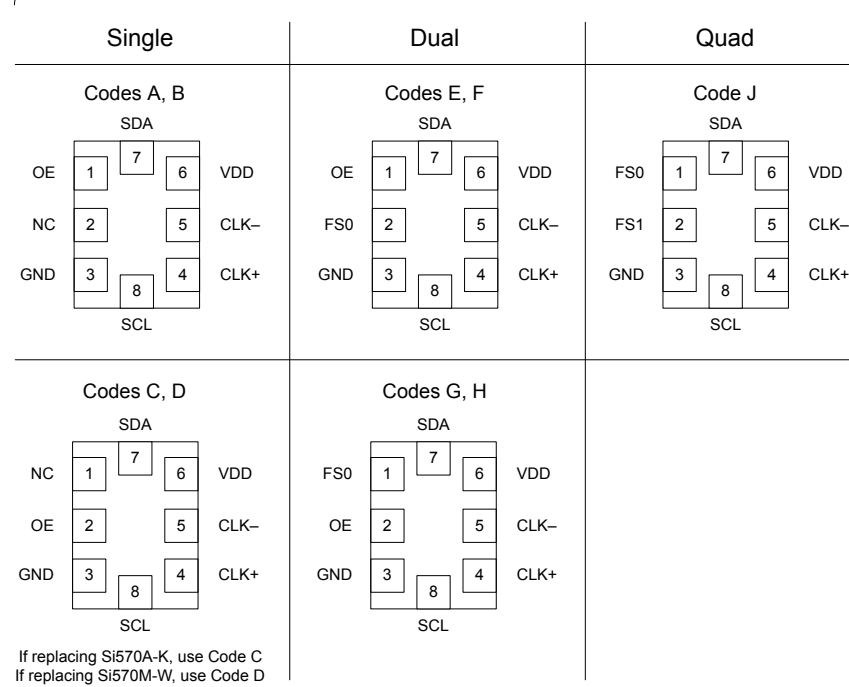 Single
Dual
Quad
Codes A, B
SDA
OE 1 7 6 VDD
NC 2 5 CLK–
GND 3 8 4 CLK+
SCL
Codes E, F
SDA
OE 1 7 6 VDD
FS0 2 5 CLK–
GND 3 8 4 CLK+
SCL
Code J
SDA
FS0 1 7 6 VDD
FS1 2 5 CLK–
GND 3 8 4 CLK+
SCL
Codes C, D
SDA
NC 1 7 6 VDD
OE 2 5 CLK–
GND 3 8 4 CLK+
SCL
If replacing Si570A-K, use Code C
If replacing Si570M-W, use Code D
Codes G, H
SDA
FS0 1 7 6 VDD
OE 2 5 CLK–
GND 3 8 4 CLK+
SCL